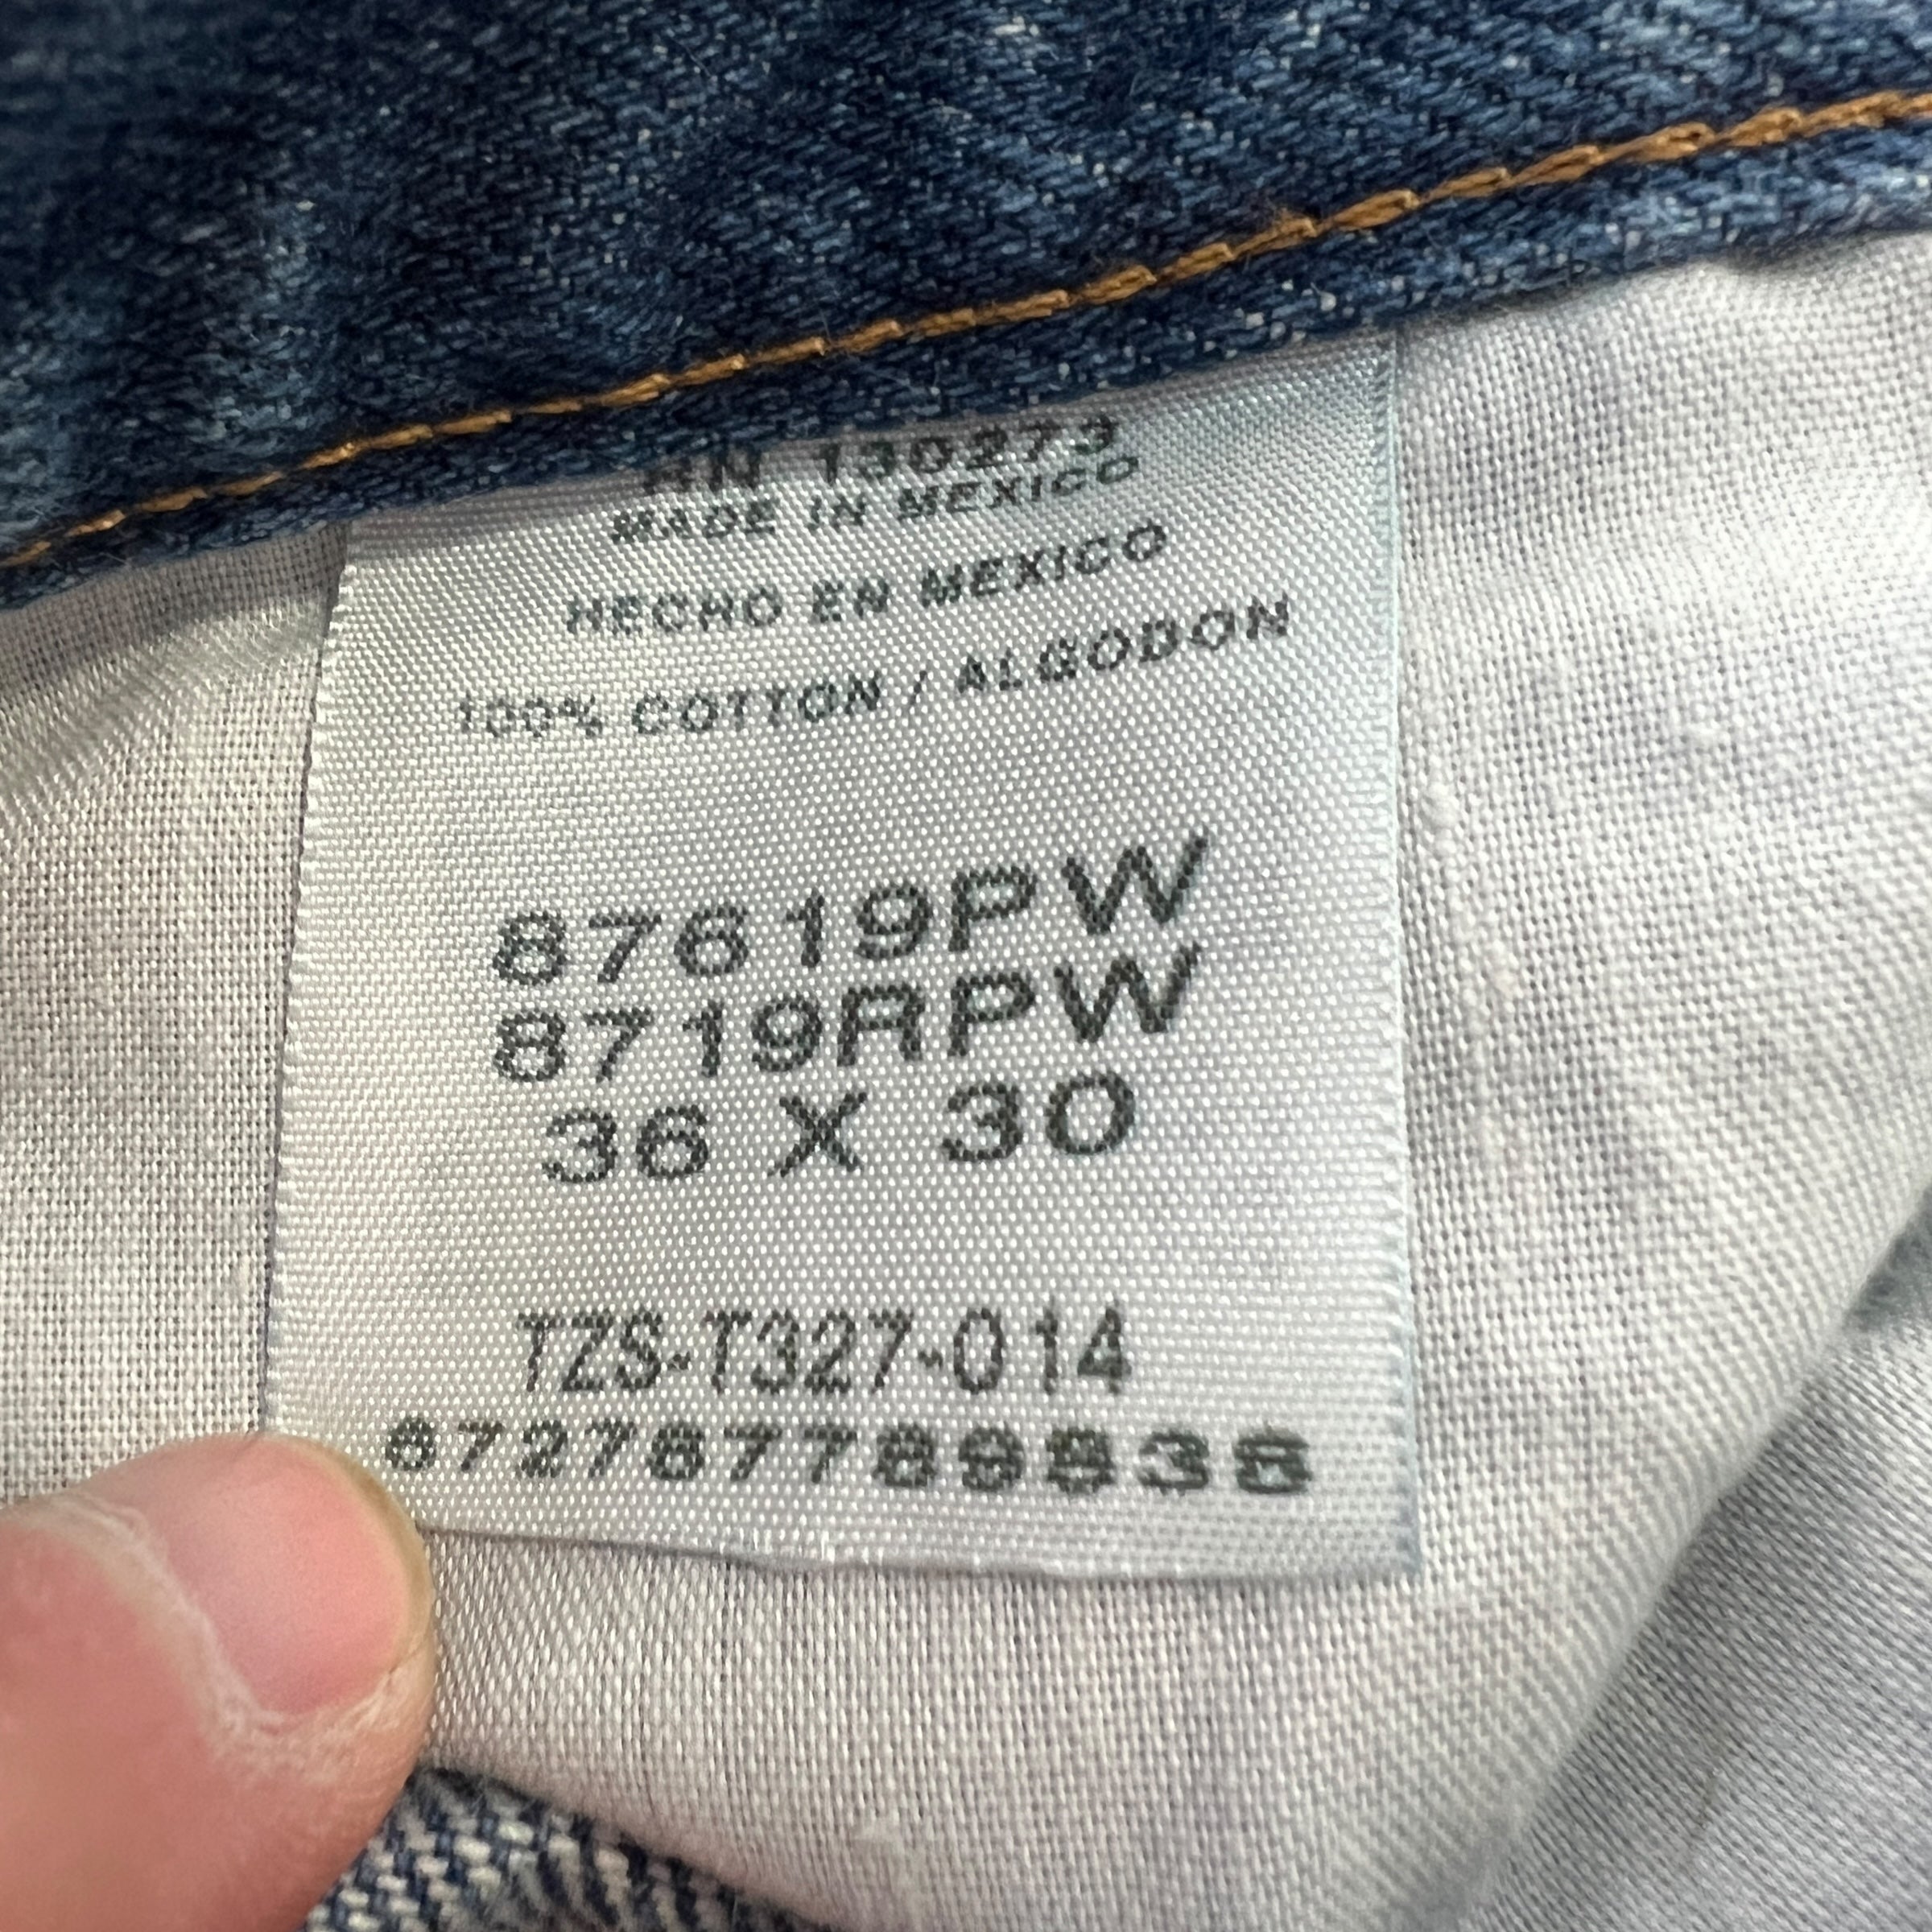 RN 130273
MADE IN MEXICO
HECHO EN MEXICO
100% COTTON / ALGODON
87619PW
8719RPW
36 X 30
TZS-T327-014